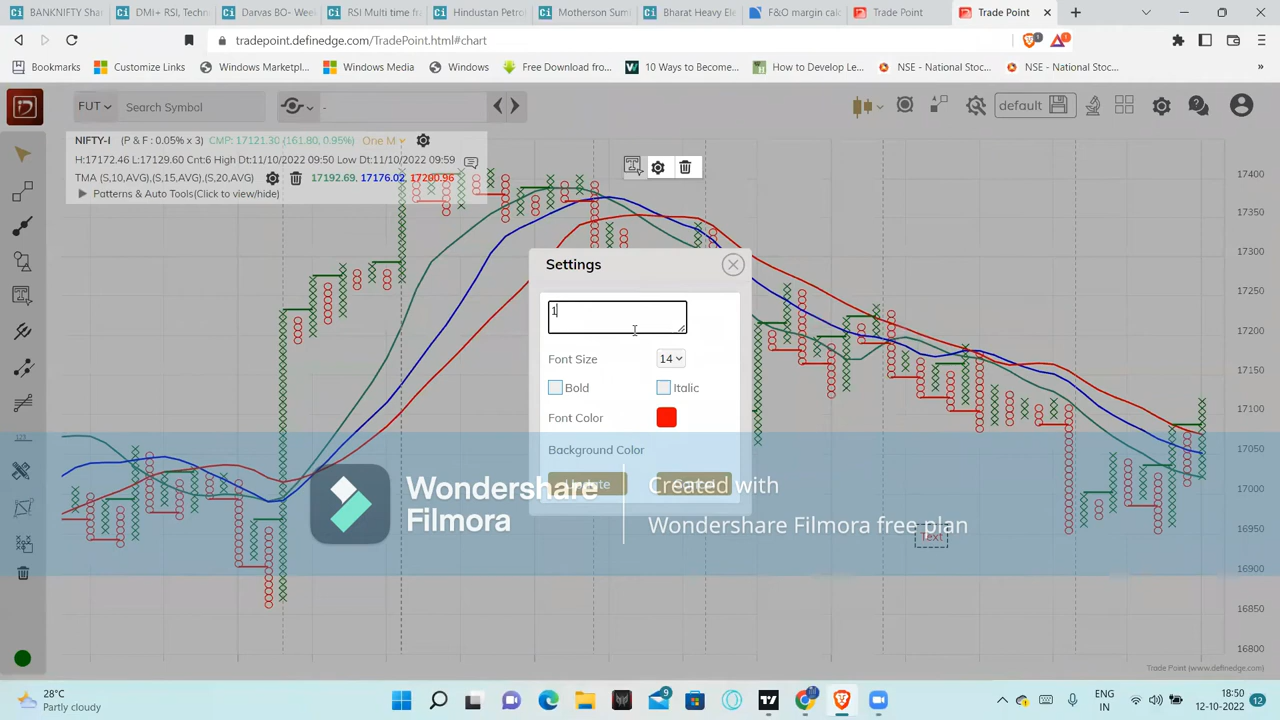 BANKNIFTY Shar
DMI+ RSI, Techn
Darvas BO- Wee
RSI Multi time fr
Hindustan Petro
Motherson Sum
Bharat Heavy Ele
F&O margin calc
Trade Point
Trade Point
tradepoint.definedge.com/TradePoint.html#chart
Bookmarks
Customize Links
Windows Marketpl...
Windows Media
Windows
Free Download fro...
10 Ways to Become...
How to Develop Le...
NSE - National Stoc...
NSE - National Stoc...
FUT
Search Symbol
-
default
NIFTY-I (P & F : 0.05% x 3) CMP: 17121.30 (161.80, 0.95%) One M
H:17172.46 L:17129.60 Cnt:6 High Dt:11/10/2022 09:50 Low Dt:11/10/2022 09:59
TMA (S,10,AVG),(S,15,AVG),(S,20,AVG) 17192.69, 17176.02, 17200.96
Patterns & Auto Tools(Click to view/hide)
17400
17350
17300
17250
17200
17150
17100
17050
17000
16950
16900
16850
16800
Settings
1
Font Size
14
Bold
Italic
Font Color
Background Color
Update
Cancel
Wondershare
Filmora
Created with
Wondershare Filmora free plan
Text
123
Trade Point (www.definedge.com)
28°C
Partly cloudy
9
ENG
IN
18:50
12-10-2022
12